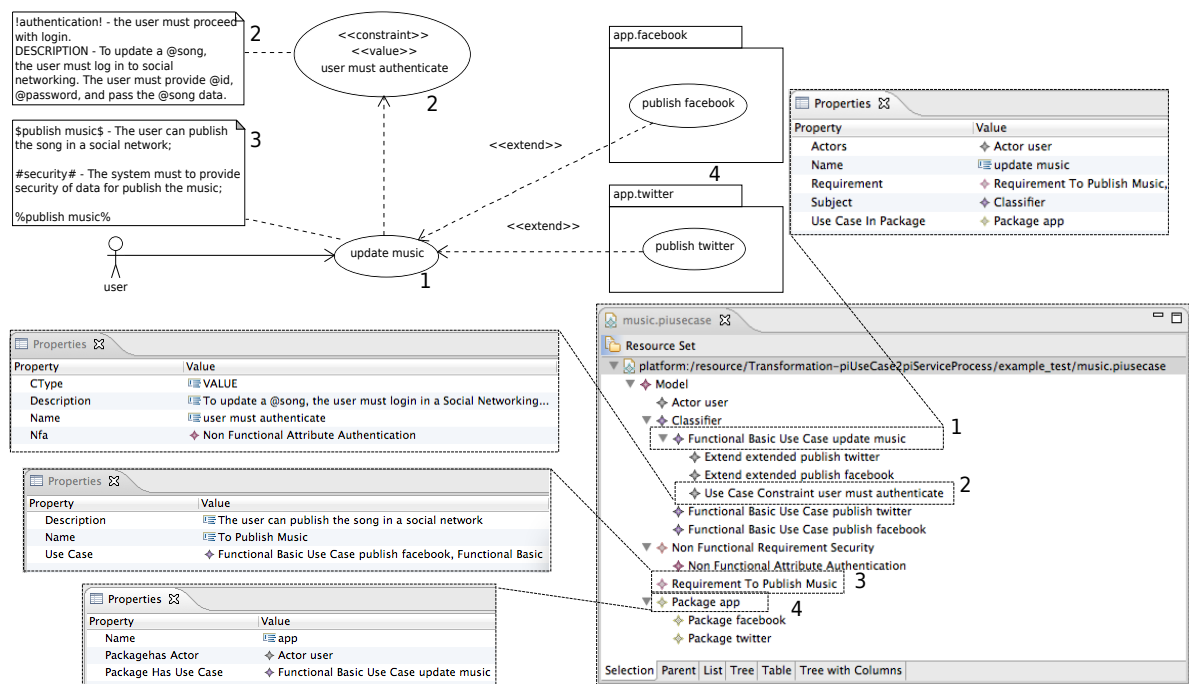 !authentication! - the user must proceed
with login.
DESCRIPTION - To update a @song,
the user must log in to social
networking. The user must provide @id,
@password, and pass the @song data.
2
<<constraint>>
<<value>>
user must authenticate
2
$publish music$ - The user can publish
the song in a social network;
#security# - The system must to provide
security of data for publish the music;
%publish music%
3
user
update music
1
<<extend>>
<<extend>>
app.facebook
publish facebook
4
app.twitter
publish twitter
Properties
Property Value
Actors Actor user
Name update music
Requirement Requirement To Publish Music,
Subject Classifier
Use Case In Package Package app
Properties
Property Value
CType VALUE
Description To update a @song, the user must login in a Social Networking...
Name user must authenticate
Nfa Non Functional Attribute Authentication
Properties
Property Value
Description The user can publish the song in a social network
Name To Publish Music
Use Case Functional Basic Use Case publish facebook, Functional Basic
Properties
Property Value
Name app
Packagehas Actor Actor user
Package Has Use Case Functional Basic Use Case update music
music.piusecase
Resource Set
platform:/resource/Transformation-piUseCase2piServiceProcess/example_test/music.piusecase
Model
Actor user
Classifier
Functional Basic Use Case update music
1
Extend extended publish twitter
Extend extended publish facebook
Use Case Constraint user must authenticate
2
Functional Basic Use Case publish twitter
Functional Basic Use Case publish facebook
Non Functional Requirement Security
Non Functional Attribute Authentication
Requirement To Publish Music
3
Package app
4
Package facebook
Package twitter
Selection Parent List Tree Table Tree with Columns